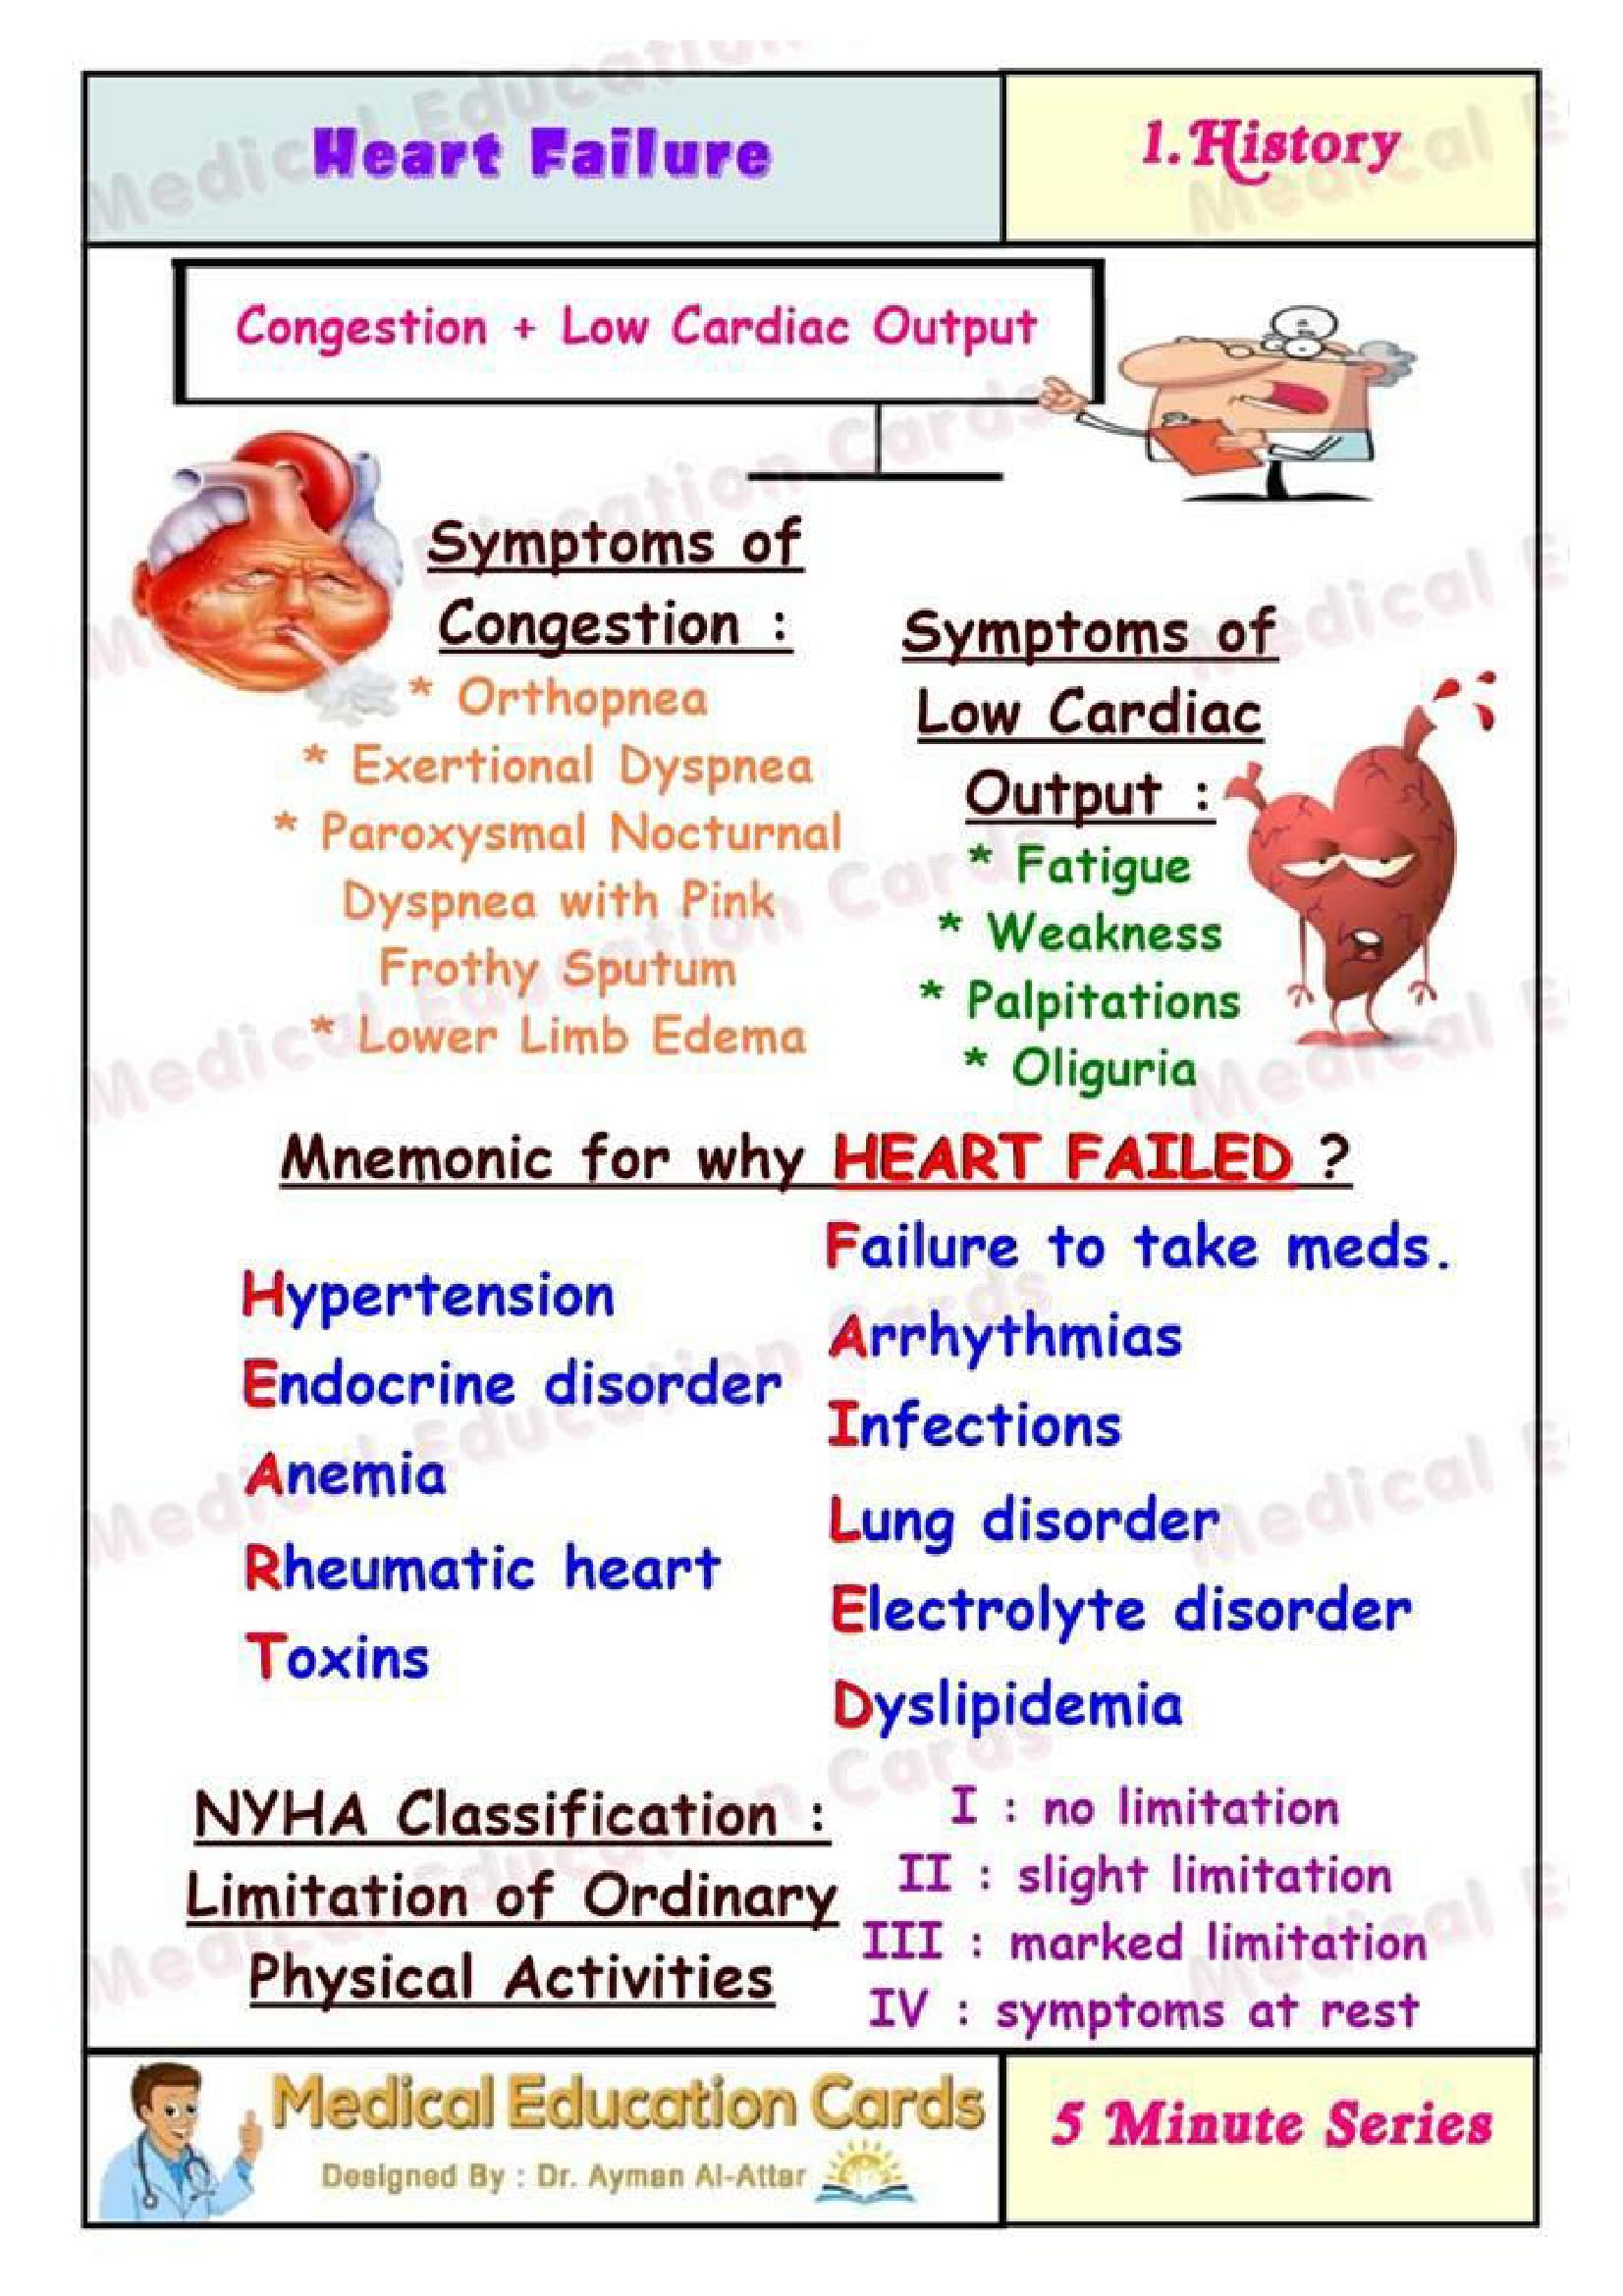 Heart Failure
1. History
Congestion + Low Cardiac Output
Symptoms of
Congestion :
* Orthopnea
* Exertional Dyspnea
* Paroxysmal Nocturnal
Dyspnea with Pink
Frothy Sputum
* Lower Limb Edema
Symptoms of
Low Cardiac
Output :
* Fatigue
* Weakness
* Palpitations
* Oliguria
Mnemonic for why HEART FAILED ?
Hypertension
Endocrine disorder
Anemia
Rheumatic heart
Toxins
Failure to take meds.
Arrhythmias
Infections
Lung disorder
Electrolyte disorder
Dyslipidemia
NYHA Classification :
Limitation of Ordinary
Physical Activities
I : no limitation
II : slight limitation
III : marked limitation
IV : symptoms at rest
Medical Education Cards
Designed By : Dr. Ayman Al-Attar
5 Minute Series